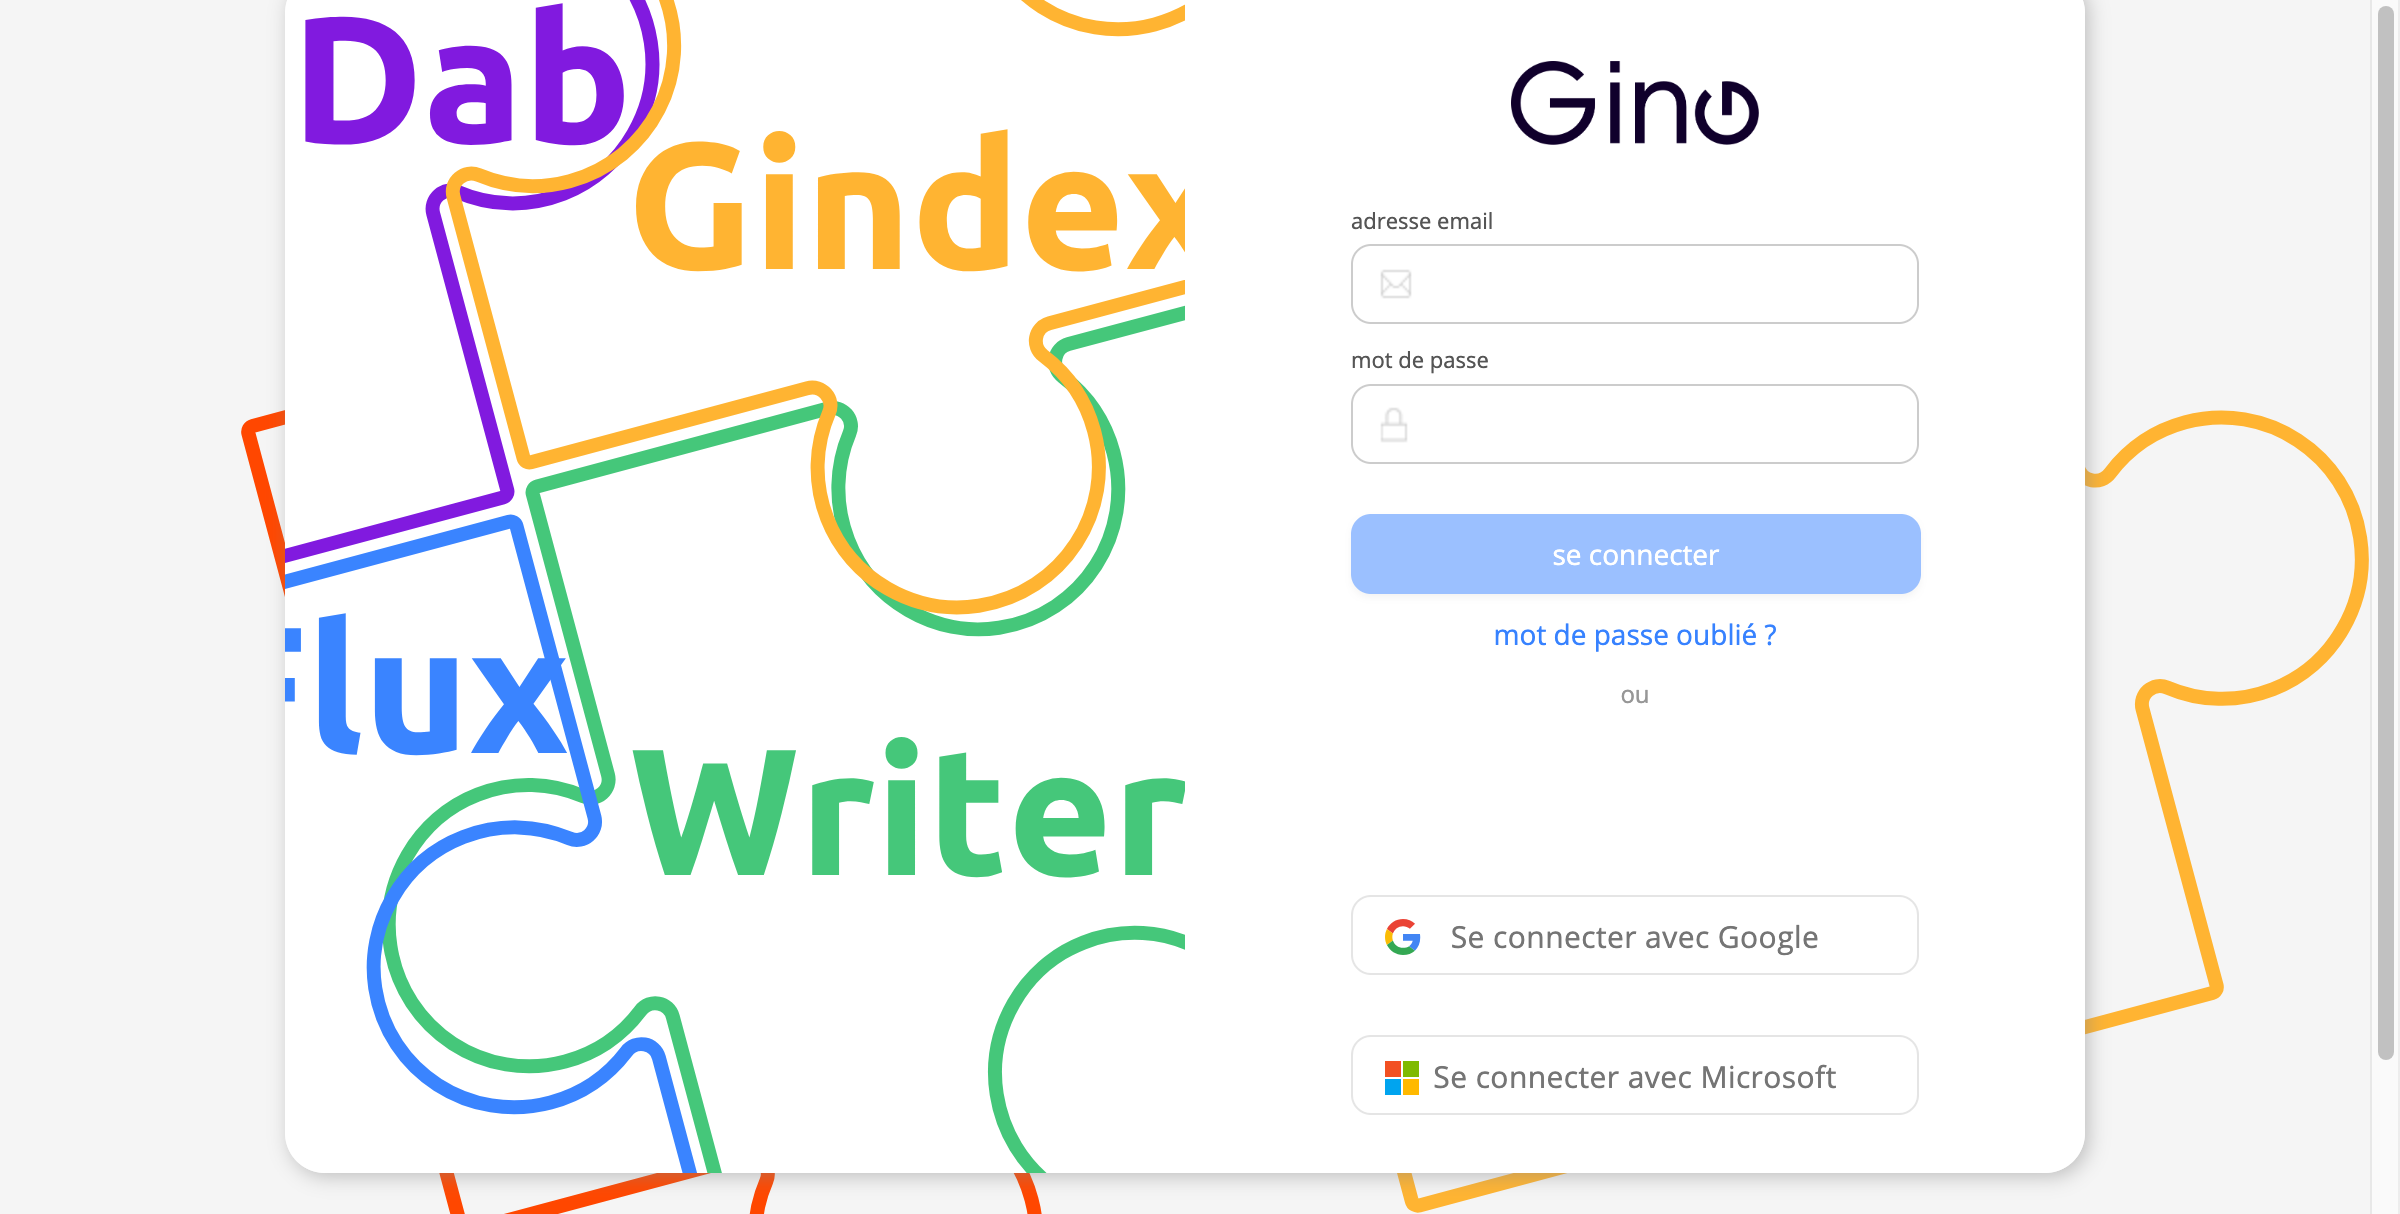 Dab
Gindex
Flux
Writer
Gino
adresse email
mot de passe
se connecter
mot de passe oublié ?
ou
Se connecter avec Google
Se connecter avec Microsoft